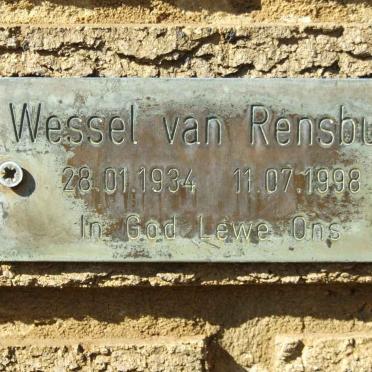 Wessel van Rensbu
28.01.1934 11.07.1998
In God Lewe Ons